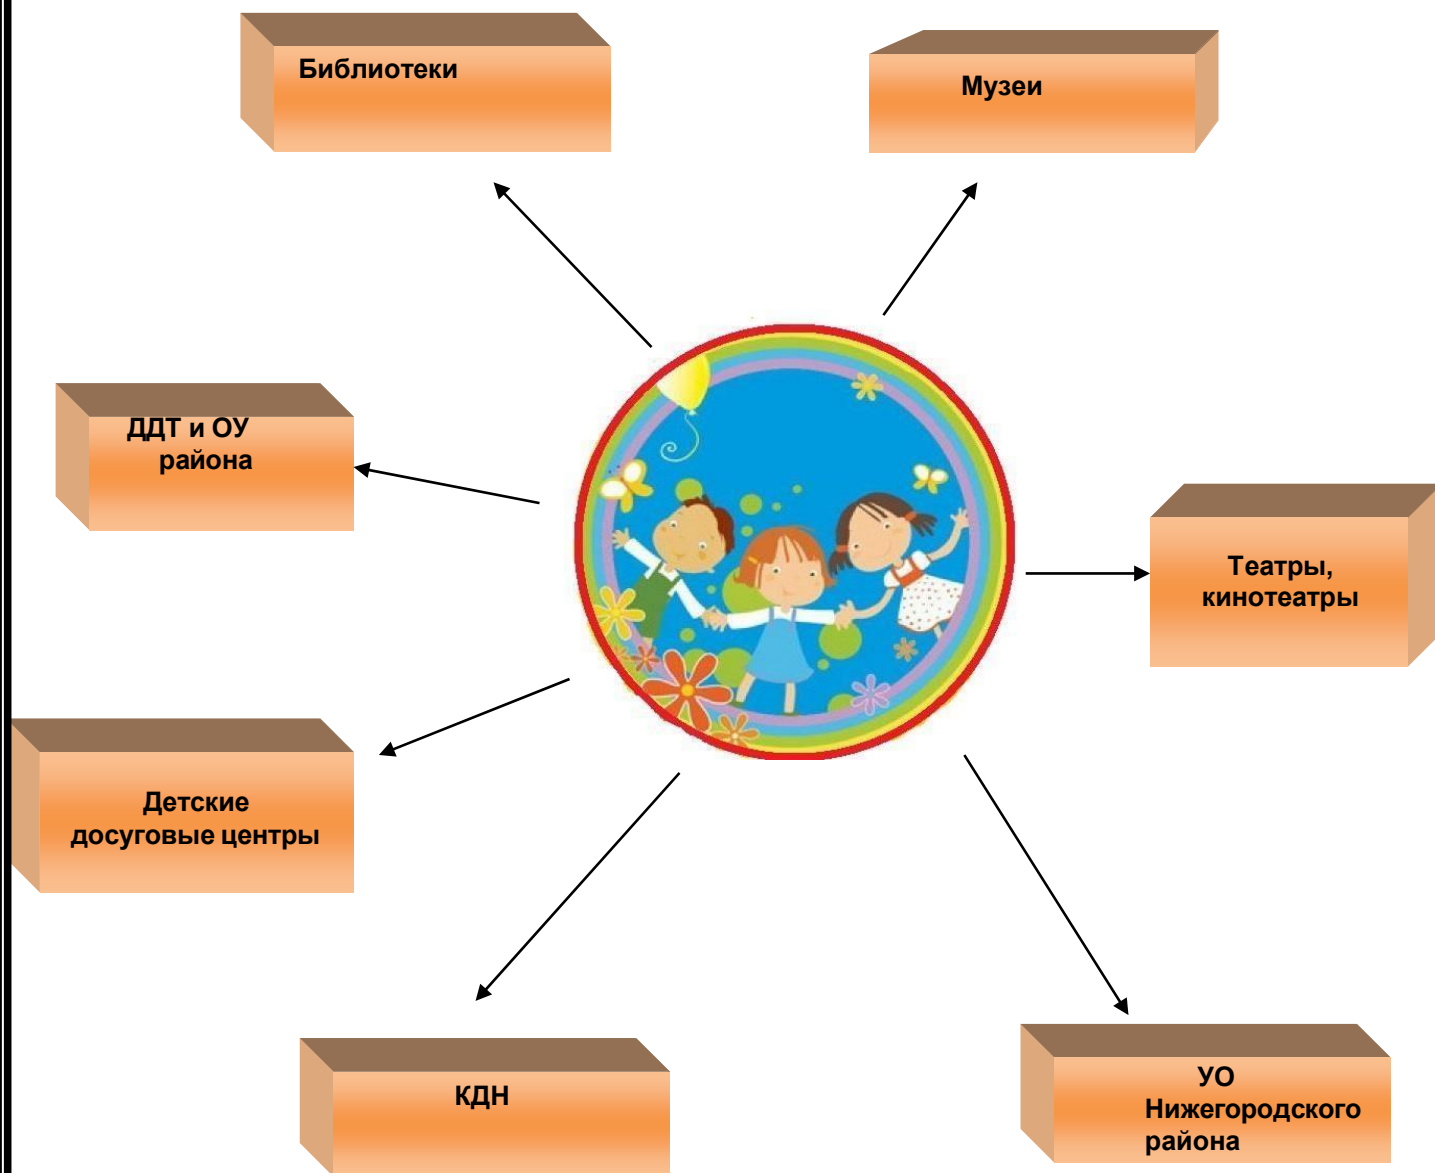 Библиотеки
Музеи
ДДТ и ОУ
района
Театры,
кинотеатры
Детские
досуговые центры
КДН
УО
Нижегородского
района